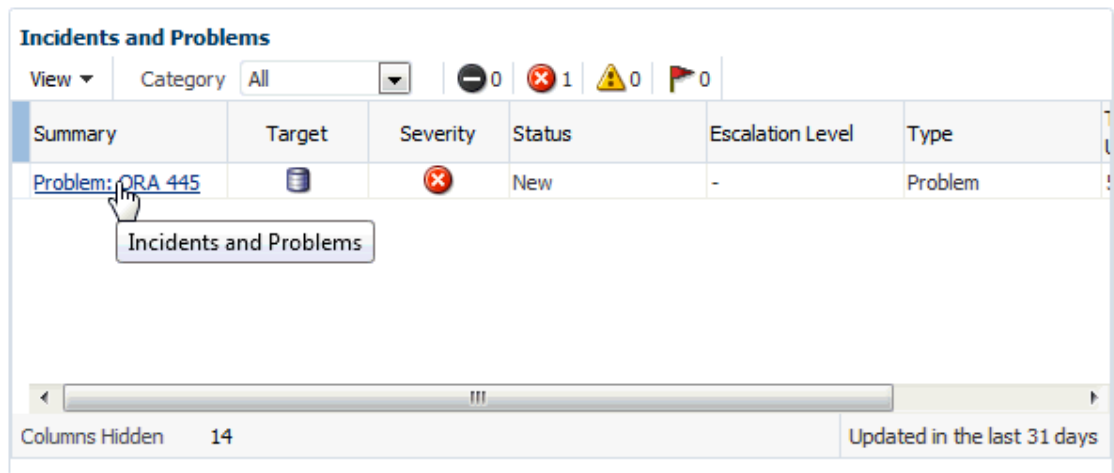 Incidents and Problems
View Category All 0 1 0 0
Summary Target Severity Status Escalation Level Type
Problem: ORA 445 New - Problem
Incidents and Problems
Columns Hidden 14 Updated in the last 31 days